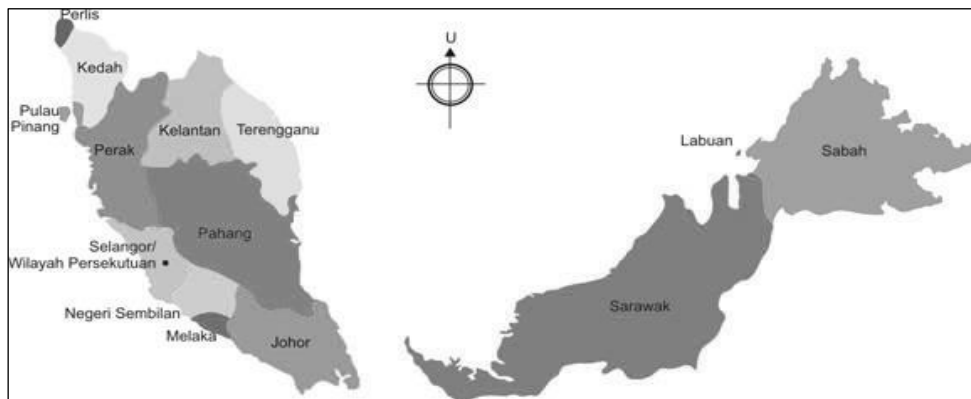 Perlis
Kedah
Pulau
Pinang
Perak
Kelantan
Terengganu
Pahang
Selangor/
Wilayah Persekutuan
Negeri Sembilan
Melaka
Johor
U
Labuan
Sabah
Sarawak